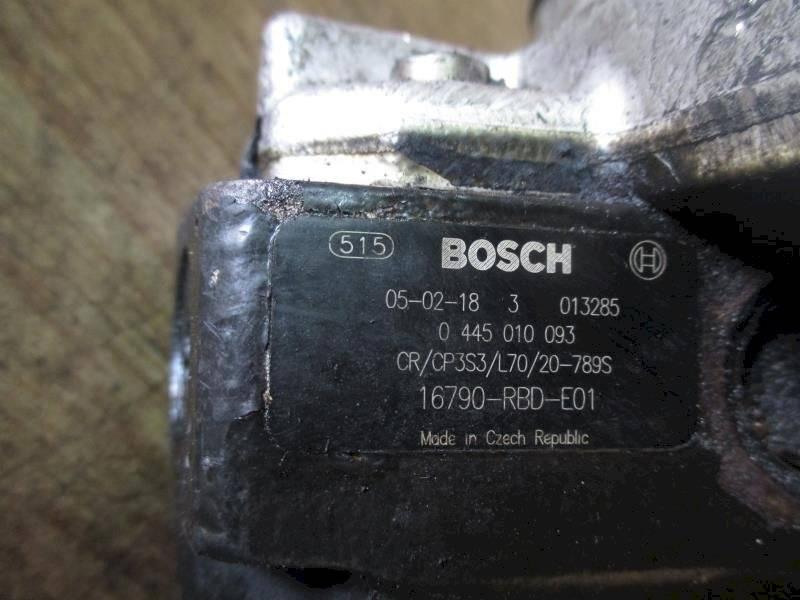 515 BOSCH
05-02-18 3 013285
0 445 010 093
CR/CP3S3/L70/20-789S
16790-RBD-E01
Made in Czech Republic